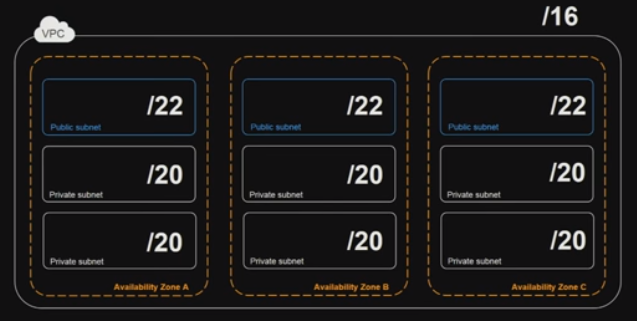 /16
VPC
/22
Public subnet
/22
Public subnet
/22
Public subnet
/20
Private subnet
/20
Private subnet
/20
Private subnet
/20
Private subnet
/20
Private subnet
/20
Private subnet
Availability Zone A
Availability Zone B
Availability Zone C